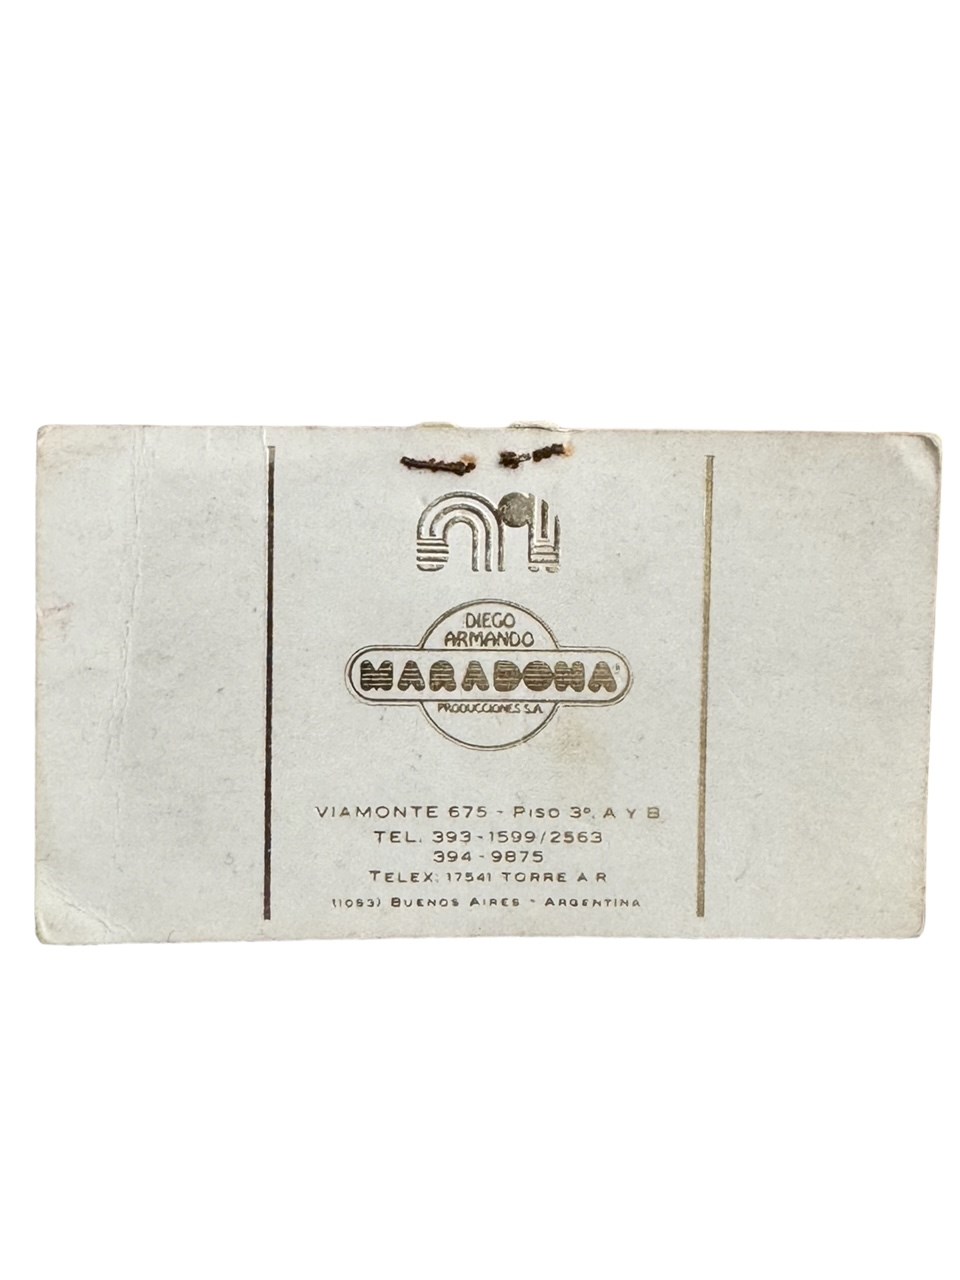 DIEGO
ARMANDO
MARADONA®
PRODUCCIONES S.A.
VIAMONTE 675 - PISO 3º. A Y B
TEL. 393-1599/2563
394-9875
TELEX: 17541 TORRE AR
(1053) BUENOS AIRES - ARGENTINA